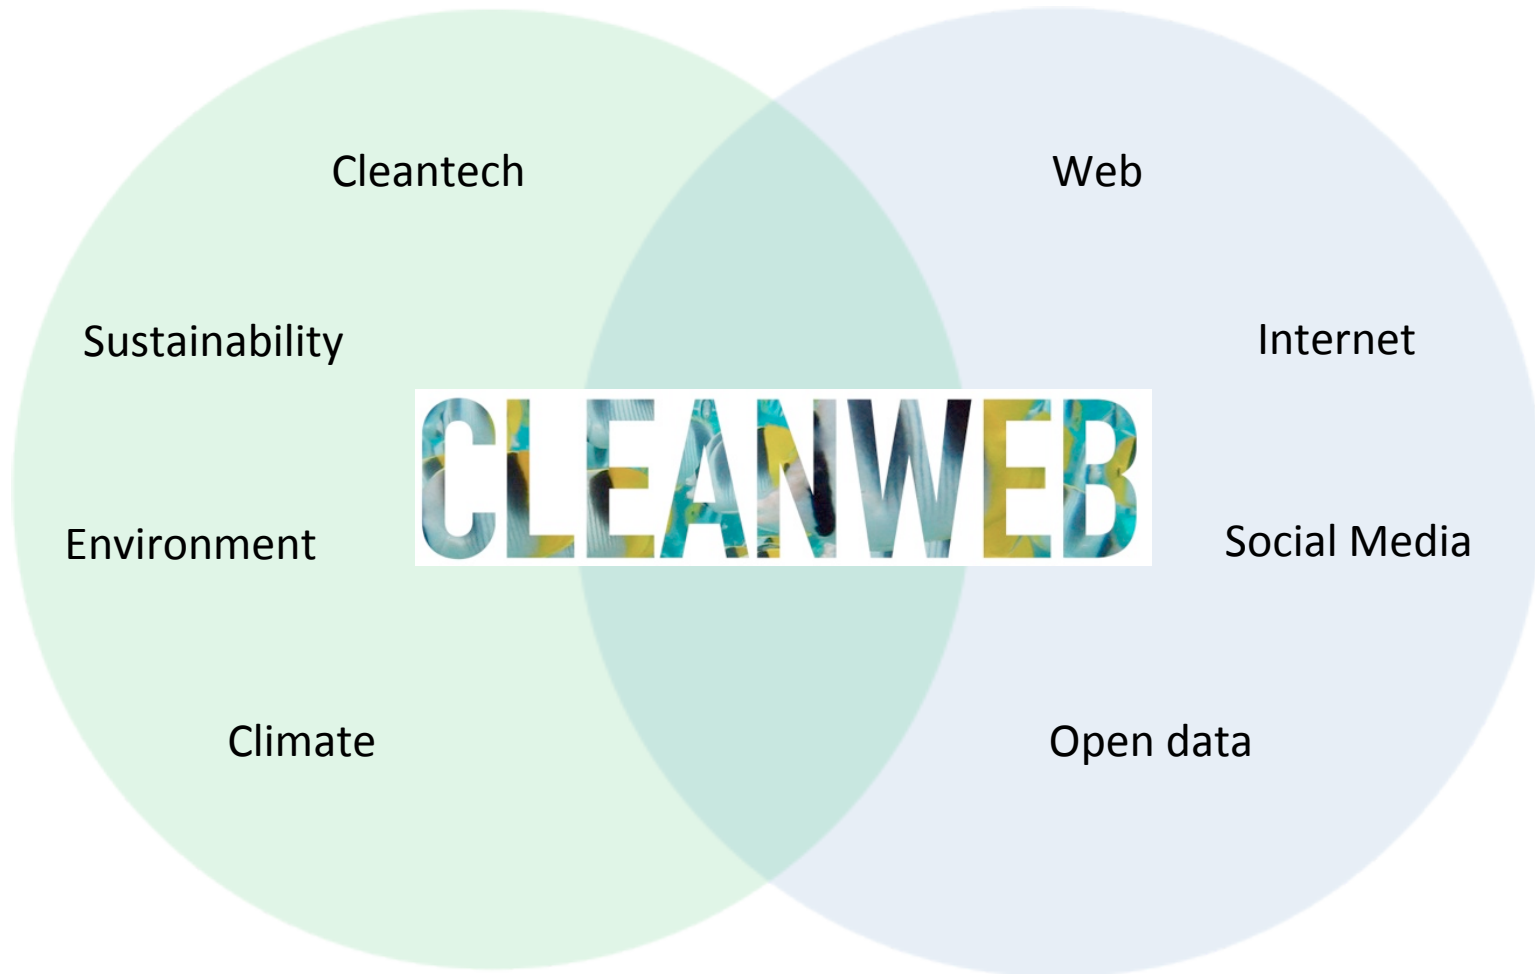 Cleantech
Web
Sustainability
Internet
CLEANWEB
Environment
Social Media
Climate
Open data